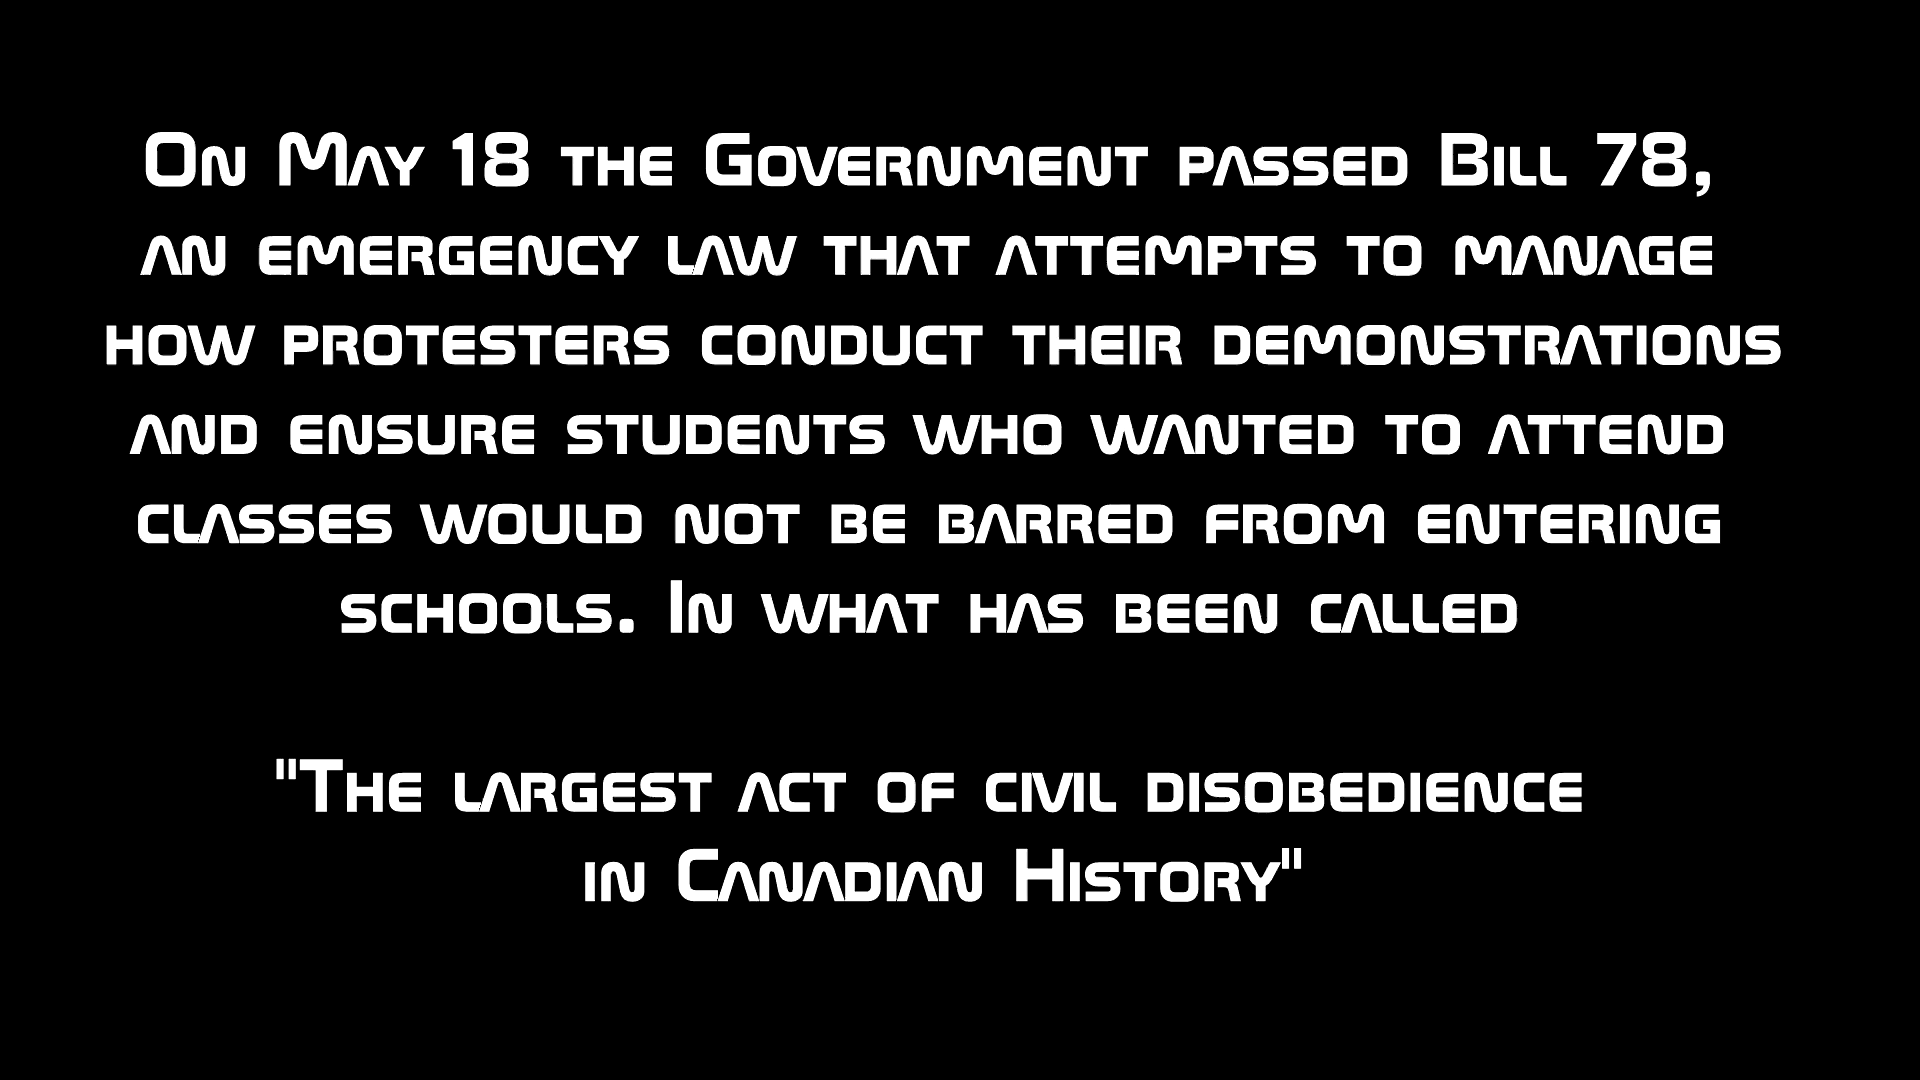 On May 18 the Government passed Bill 78,
an emergency law that attempts to manage
how protesters conduct their demonstrations
and ensure students who wanted to attend
classes would not be barred from entering
schools. In what has been called
"The largest act of civil disobedience
in Canadian History"